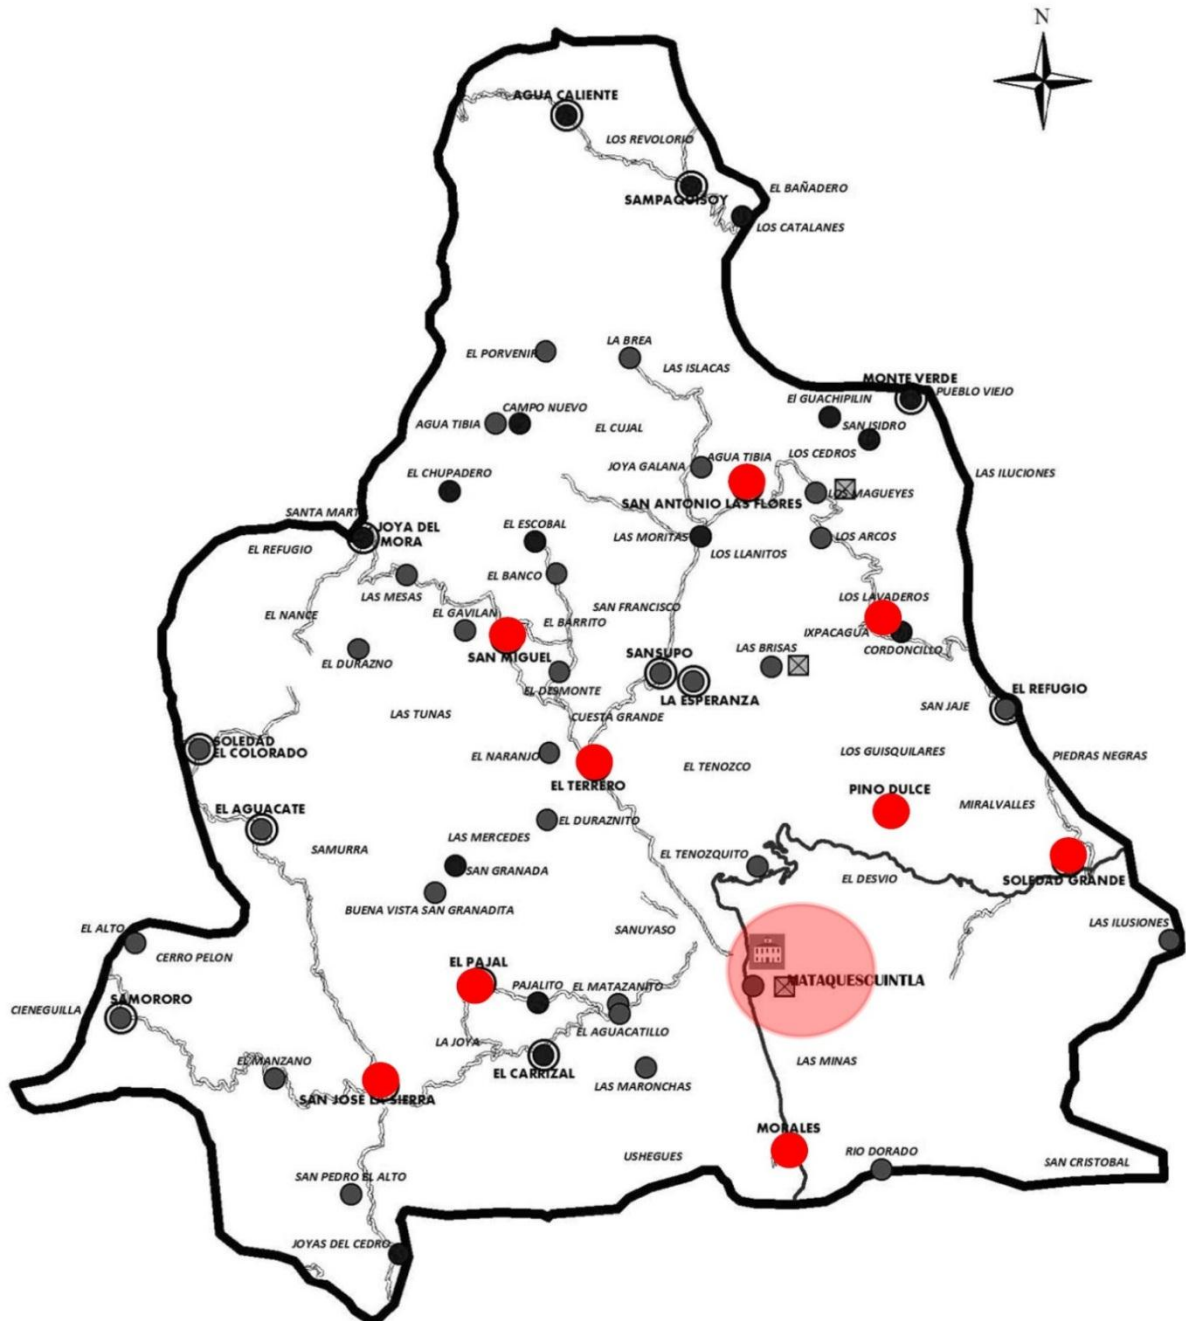 N
AGUA CALIENTE
LOS REVOLORIO
EL BAÑADERO
SAMPAQUISOY
LOS CATALANES
LA BREA
EL PORVENIR
LAS ISLACAS
MONTE VERDE
PUEBLO VIEJO
El GUACHIPILIN
CAMPO NUEVO
AGUA TIBIA
EL CUJAL
SAN ISIDRO
LOS CEDROS
AGUA TIBIA
JOYA GALANA
EL CHUPADERO
LAS ILUCIONES
LOS MAGUEYES
SAN ANTONIO LAS FLORES
SANTA MART
JOYA DEL
MORA
EL ESCOBAL
LAS MORITAS
LOS ARCOS
EL REFUGIO
LOS LLANITOS
EL BANCO
LAS MESAS
LOS LAVADEROS
SAN FRANCISCO
EL NANCE
EL GAVILAN
EL BARRITO
IXPACAGUA
CORDONCILLO
LAS BRISAS
SANSUPO
SAN MIGUEL
EL DURAZNO
EL DESMONTE
EL REFUGIO
LA ESPERANZA
SAN JAJE
LAS TUNAS
CUESTA GRANDE
SOLEDAD
EL COLORADO
LOS GUISQUILARES
EL NARANJO
PIEDRAS NEGRAS
EL TENOZCO
EL TERRERO
PINO DULCE
MIRALVALLES
EL AGUACATE
EL DURAZNITO
LAS MERCEDES
SAMURRA
EL TENOZQUITO
SAN GRANADA
EL DESVIO
SOLEDAD GRANDE
BUENA VISTA SAN GRANADITA
LAS ILUSIONES
EL ALTO
SANUYASO
CERRO PELON
EL PAJAL
MATAQUESCUINTLA
PAJALITO
EL MATAZANITO
SAMORORO
CIENEGUILLA
EL AGUACATILLO
LA JOYA
EL MANZANO
LAS MINAS
EL CARRIZAL
LAS MARONCHAS
SAN JOSE LA SIERRA
MORALES
RIO DORADO
USHEGUES
SAN CRISTOBAL
SAN PEDRO EL ALTO
JOYAS DEL CEDRO